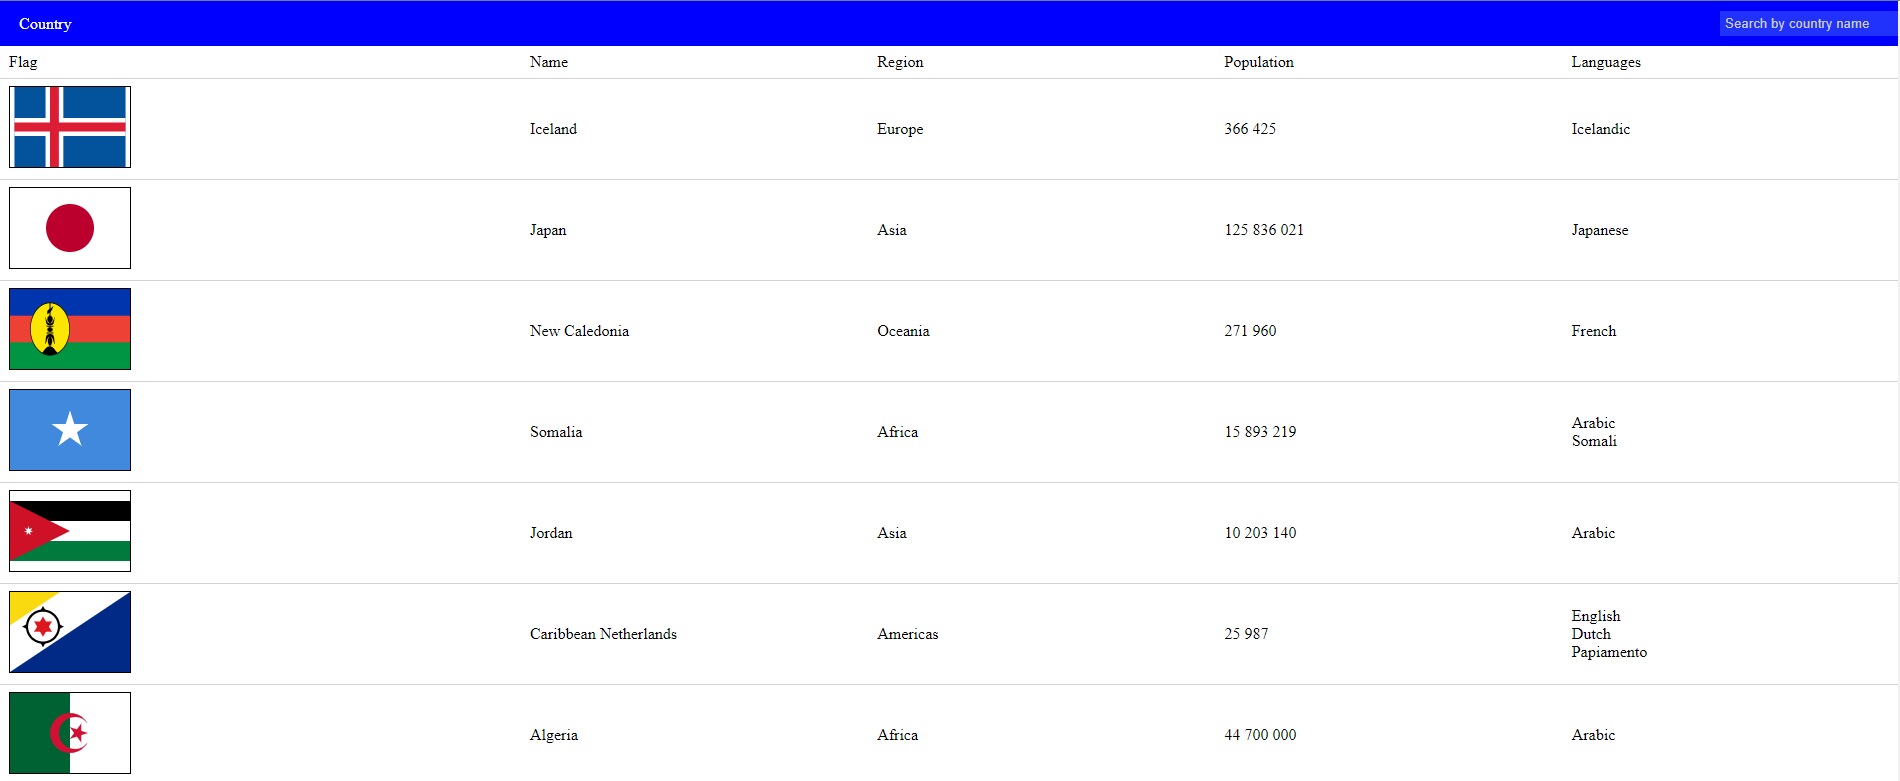 Country Search by country name
Flag Name Region Population Languages
Iceland Europe 366 425 Icelandic
Japan Asia 125 836 021 Japanese
New Caledonia Oceania 271 960 French
Somalia Africa 15 893 219 Arabic
Somali
Jordan Asia 10 203 140 Arabic
Caribbean Netherlands Americas 25 987 English
Dutch
Papiamento
Algeria Africa 44 700 000 Arabic